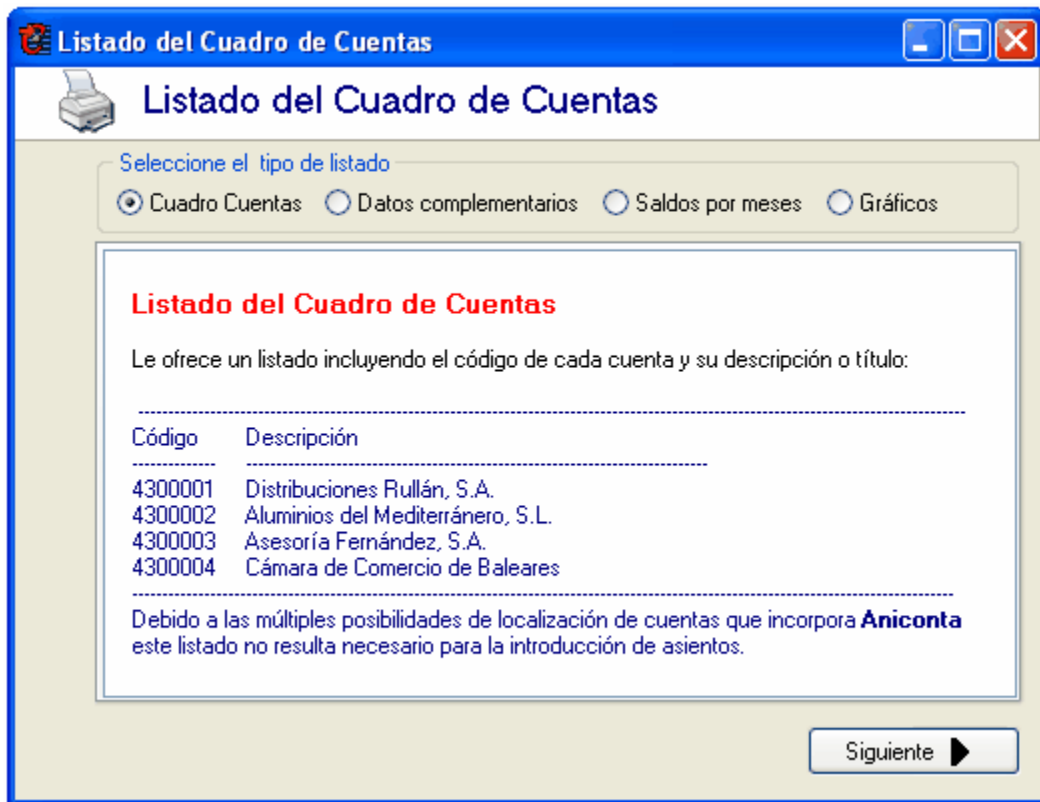 Listado del Cuadro de Cuentas
Listado del Cuadro de Cuentas
Seleccione el tipo de listado
Cuadro Cuentas Datos complementarios Saldos por meses Gráficos
Listado del Cuadro de Cuentas
Le ofrece un listado incluyendo el código de cada cuenta y su descripción o título:
Código Descripción
4300001 Distribuciones Rullán, S.A.
4300002 Aluminios del Mediterránero, S.L.
4300003 Asesoría Fernández, S.A.
4300004 Cámara de Comercio de Baleares
Debido a las múltiples posibilidades de localización de cuentas que incorpora Aniconta
este listado no resulta necesario para la introducción de asientos.
Siguiente